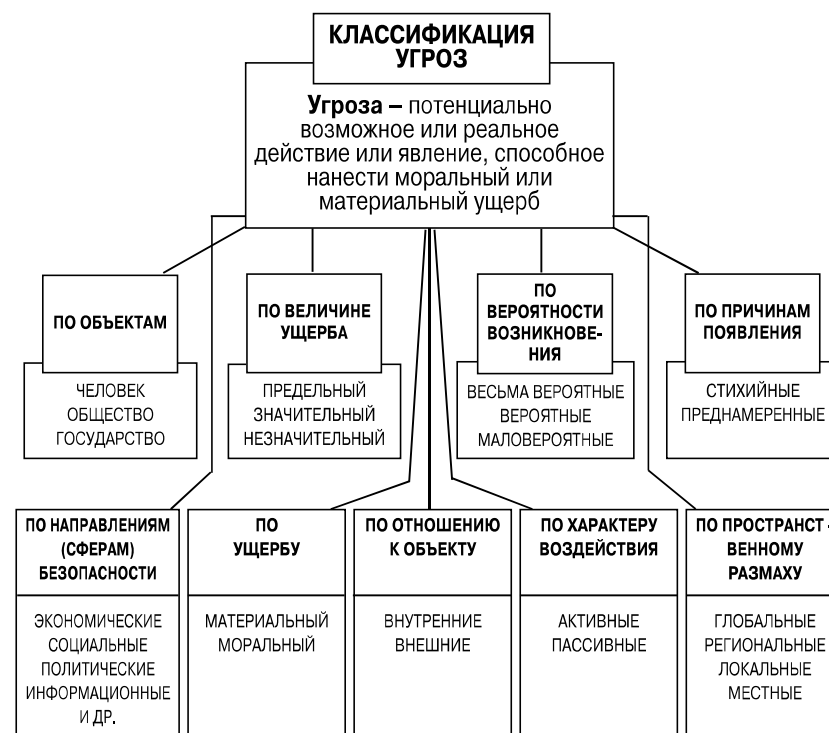 КЛАССИФИКАЦИЯ
УГРОЗ
Угроза – потенциально
возможное или реальное
действие или явление, способное
нанести моральный или
материальный ущерб
ПО ОБЪЕКТАМ
ЧЕЛОВЕК
ОБЩЕСТВО
ГОСУДАРСТВО
ПО ВЕЛИЧИНЕ
УЩЕРБА
ПРЕДЕЛЬНЫЙ
ЗНАЧИТЕЛЬНЫЙ
НЕЗНАЧИТЕЛЬНЫЙ
ПО
ВЕРОЯТНОСТИ
ВОЗНИКНОВЕ-
НИЯ
ВЕСЬМА ВЕРОЯТНЫЕ
ВЕРОЯТНЫЕ
МАЛОВЕРОЯТНЫЕ
ПО ПРИЧИНАМ
ПОЯВЛЕНИЯ
СТИХИЙНЫЕ
ПРЕДНАМЕРЕННЫЕ
ПО НАПРАВЛЕНИЯМ
(СФЕРАМ)
БЕЗОПАСНОСТИ
ЭКОНОМИЧЕСКИЕ
СОЦИАЛЬНЫЕ
ПОЛИТИЧЕСКИЕ
ИНФОРМАЦИОННЫЕ
И ДР.
ПО
УЩЕРБУ
МАТЕРИАЛЬНЫЙ
МОРАЛЬНЫЙ
ПО ОТНОШЕНИЮ
К ОБЪЕКТУ
ВНУТРЕННИЕ
ВНЕШНИЕ
ПО ХАРАКТЕРУ
ВОЗДЕЙСТВИЯ
АКТИВНЫЕ
ПАССИВНЫЕ
ПО ПРОСТРАНСТ -
ВЕННОМУ
РАЗМАХУ
ГЛОБАЛЬНЫЕ
РЕГИОНАЛЬНЫЕ
ЛОКАЛЬНЫЕ
МЕСТНЫЕ